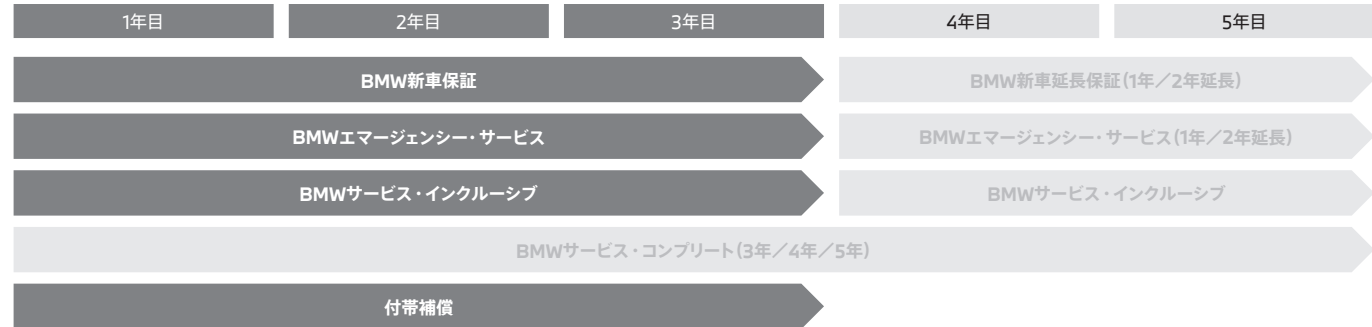 1年目 2年目 3年目 4年目 5年目
BMW新車保証 BMW新車延長保証(1年／2年延長)
BMWエマージェンシー・サービス BMWエマージェンシー・サービス(1年／2年延長)
BMWサービス・インクルーシブ BMWサービス・インクルーシブ
BMWサービス・コンプリート(3年／4年／5年)
付帯補償